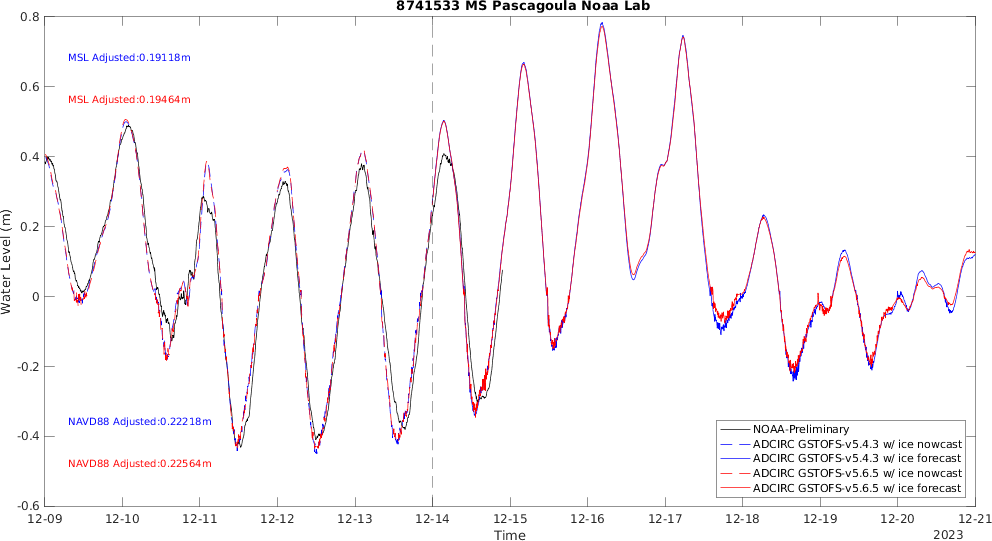 8741533 MS Pascagoula Noaa Lab
0.8
MSL Adjusted:0.19118m
0.6
MSL Adjusted:0.19464m
0.4
0.2
Water Level (m)
0
-0.2
NAVD88 Adjusted:0.22218m
-0.4
NAVD88 Adjusted:0.22564m
-0.6
NOAA-Preliminary
ADCIRC GSTOFS-v5.4.3 w/ ice nowcast
ADCIRC GSTOFS-v5.4.3 w/ ice forecast
ADCIRC GSTOFS-v5.6.5 w/ ice nowcast
ADCIRC GSTOFS-v5.6.5 w/ ice forecast
12-09 12-10 12-11 12-12 12-13 12-14 12-15 12-16 12-17 12-18 12-19 12-20 12-21
Time
2023